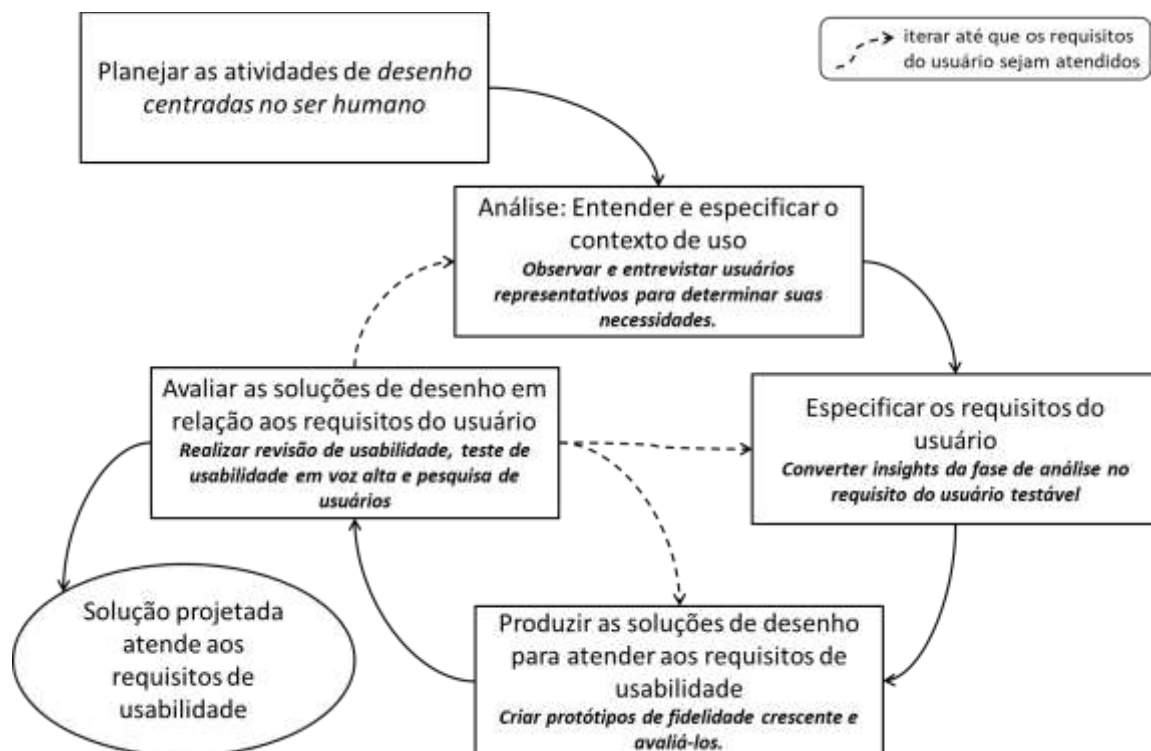 Planejar as atividades de desenho
centradas no ser humano
iterar até que os requisitos
do usuário sejam atendidos
Análise: Entender e especificar o
contexto de uso
Observar e entrevistar usuários
representativos para determinar suas
necessidades.
Avaliar as soluções de desenho em
relação aos requisitos do usuário
Realizar revisão de usabilidade, teste de
usabilidade em voz alta e pesquisa de
usuários
Especificar os requisitos do
usuário
Converter insights da fase de análise no
requisito do usuário testável
Solução projetada
atende aos
requisitos de
usabilidade
Produzir as soluções de desenho
para atender aos requisitos de
usabilidade
Criar protótipos de fidelidade crescente e
avaliá-los.